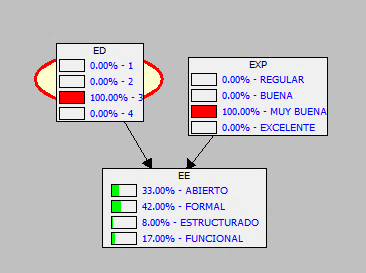 ED
0.00% - 1
0.00% - 2
100.00% - 3
0.00% - 4
EXP
0.00% - REGULAR
0.00% - BUENA
100.00% - MUY BUENA
0.00% - EXCELENTE
EE
33.00% - ABIERTO
42.00% - FORMAL
8.00% - ESTRUCTURADO
17.00% - FUNCIONAL